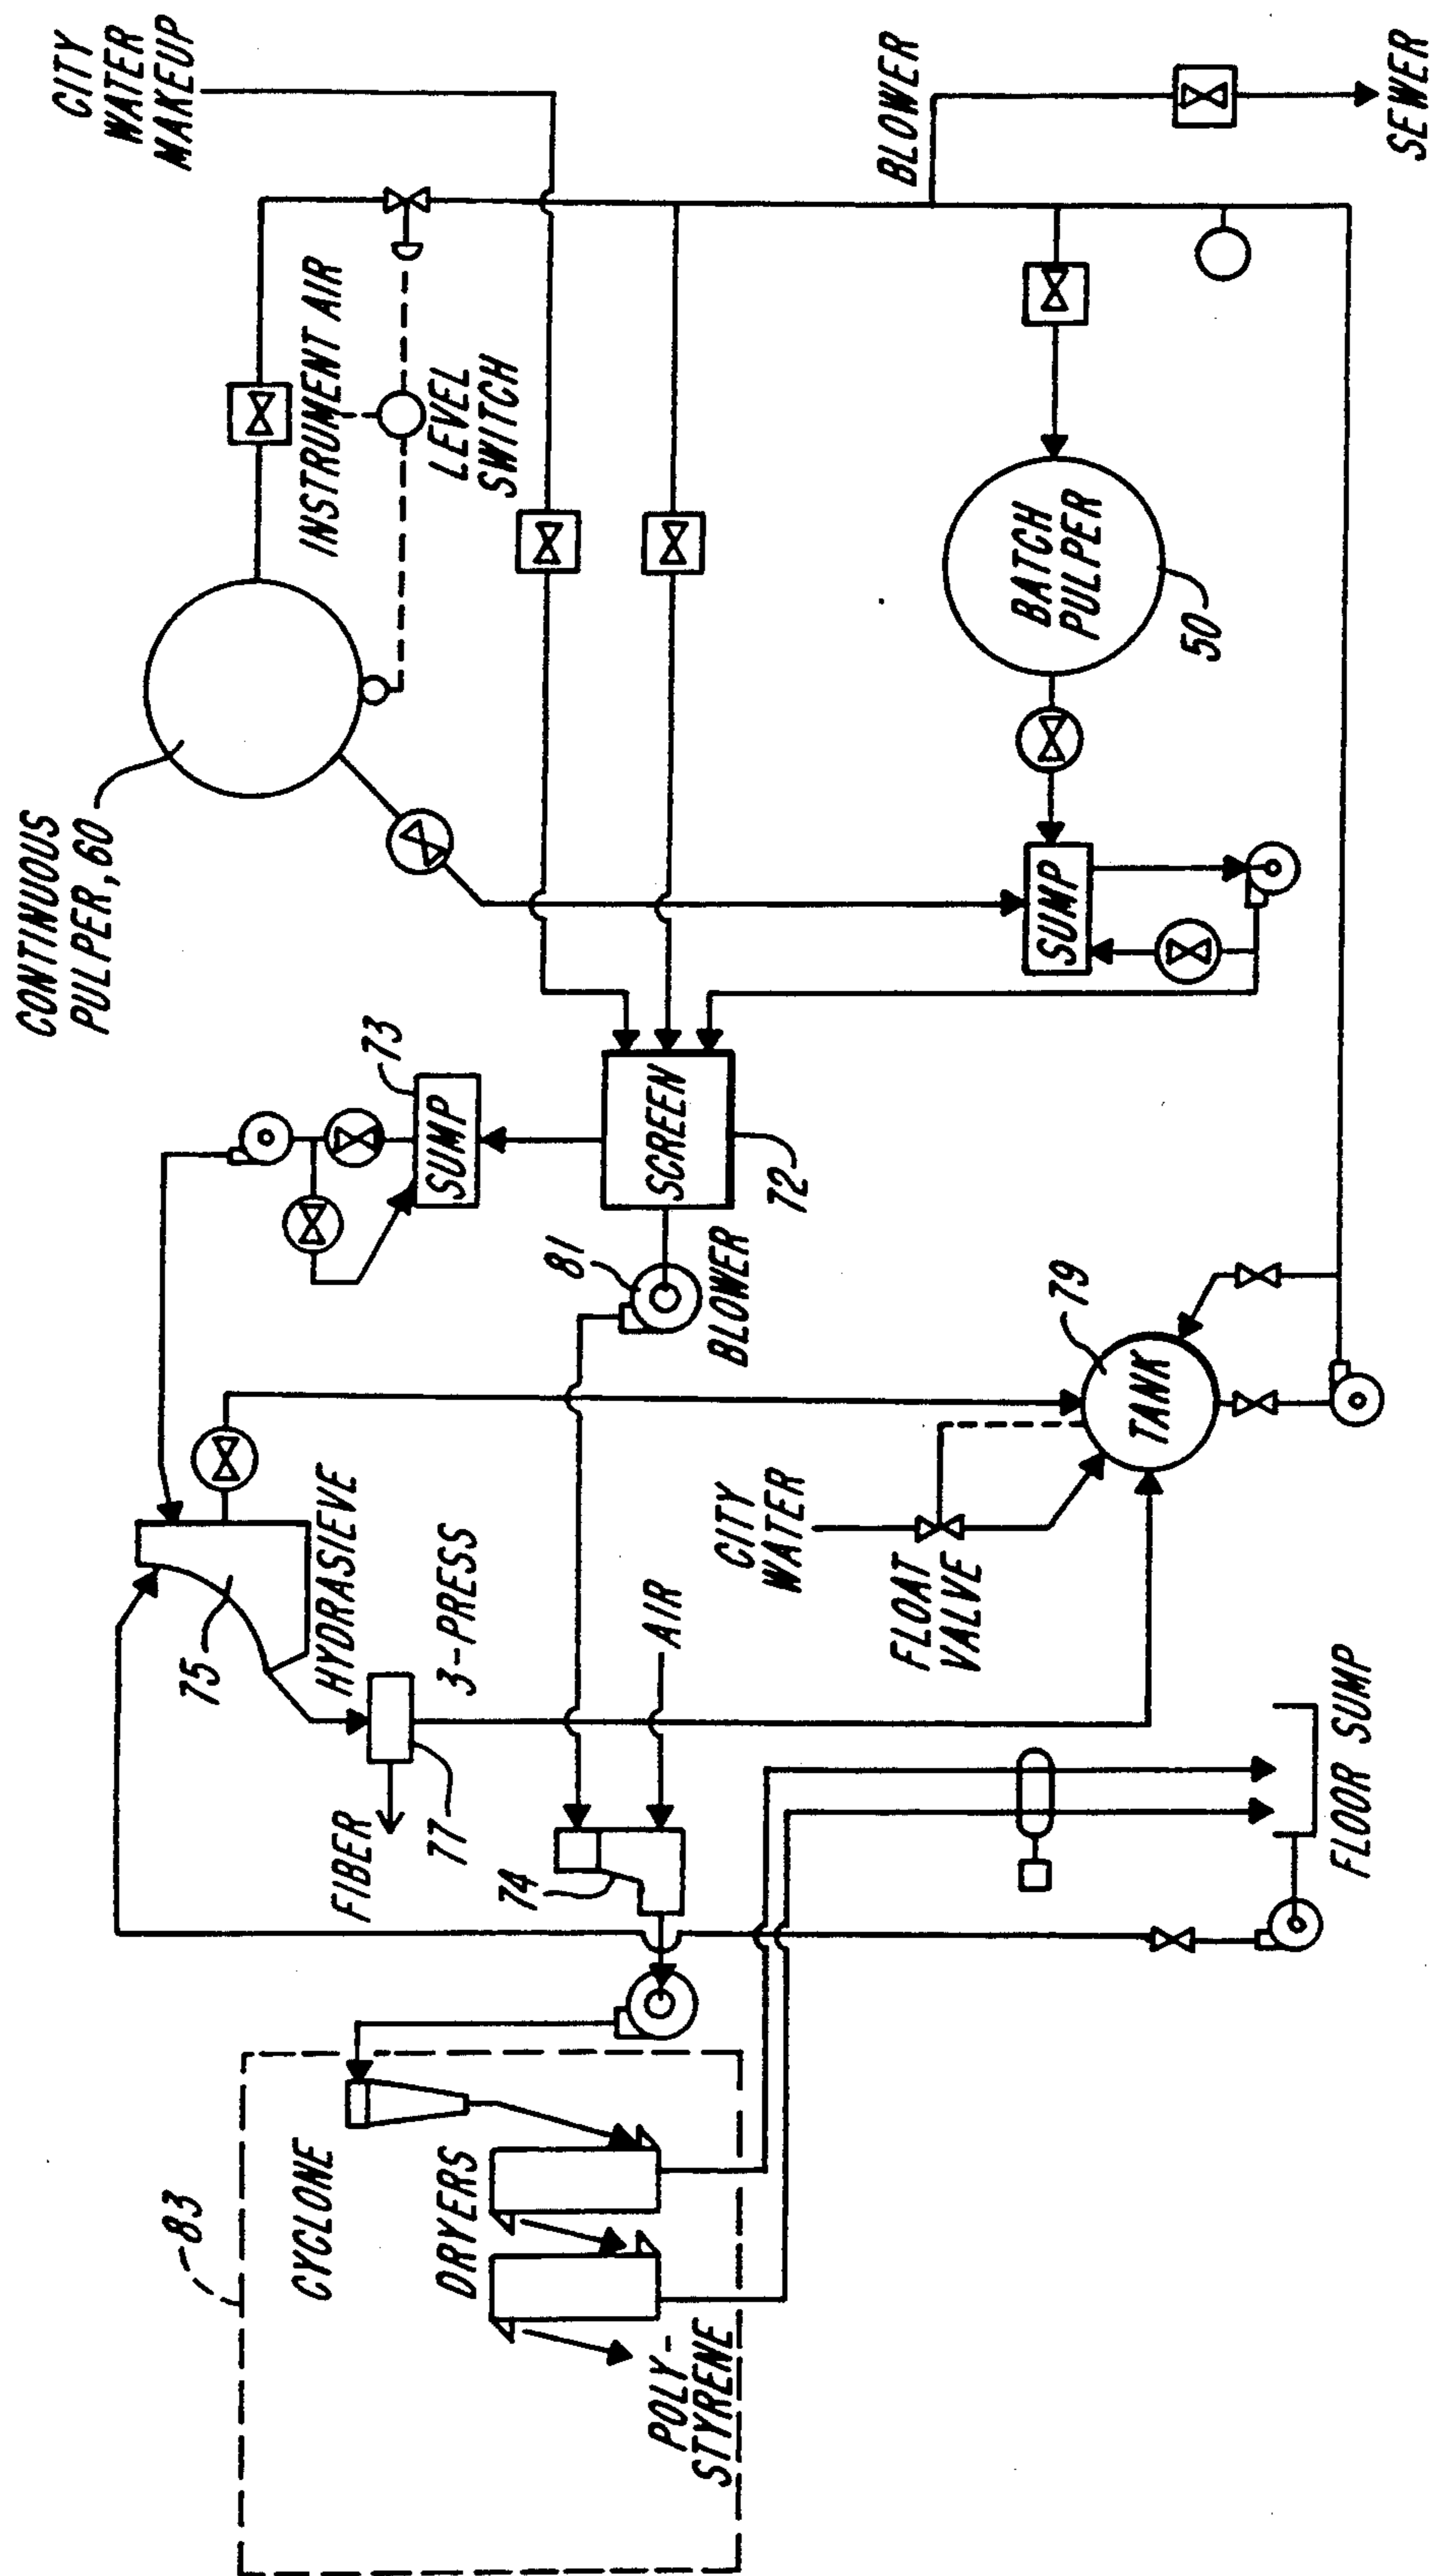 CITY
WATER
MAKEUP
BLOWER
SEWER
INSTRUMENT AIR
LEVEL
SWITCH
CONTINUOUS
PULPER, 60
BATCH
PULPER
50
SUMP
73
SUMP
SCREEN
72
81
BLOWER
79
TANK
HYDRASIEVE
75
3-PRESS
CITY
WATER
FLOAT
VALVE
AIR
FIBER
77
74
FLOOR SUMP
83
CYCLONE
DRYERS
POLY-
STYRENE